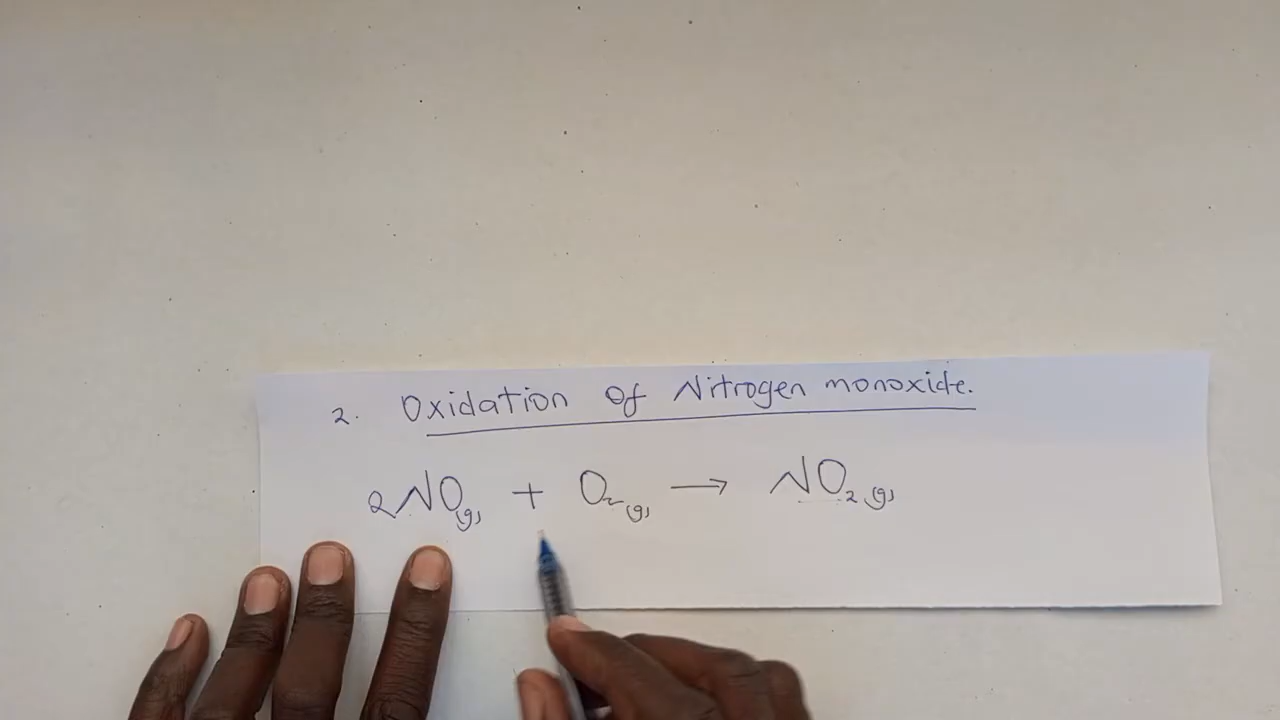 2. Oxidation of Nitrogen monoxide.
2NO(g) + O₂(g) → NO₂(g)